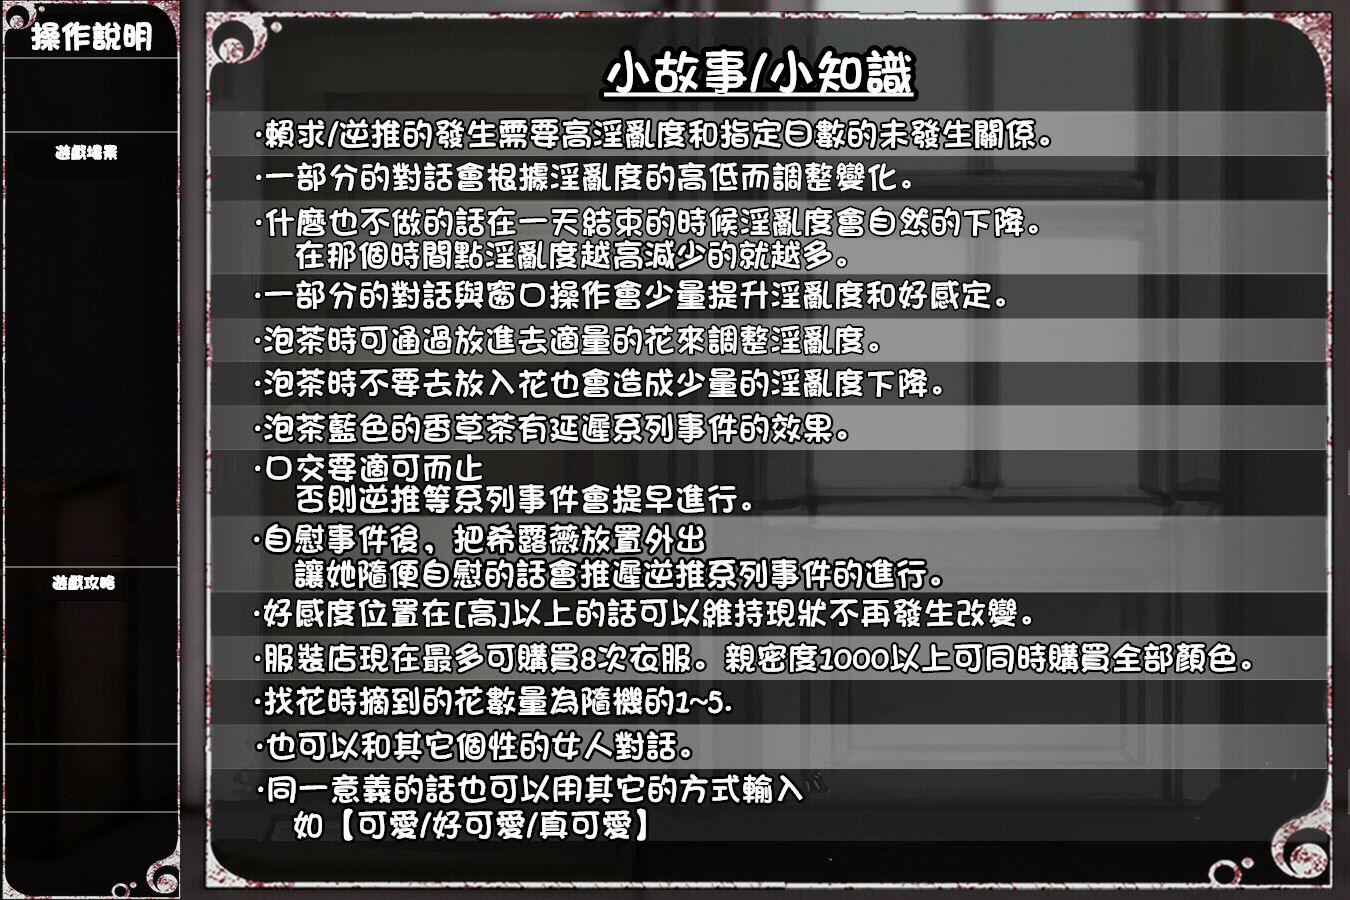 操作說明
遊戲檔案
遊戲攻略
小故事/小知識
·賴求/逆推的發生需要高淫亂度和指定日數的未發生關係。
·一部分的對話會根據淫亂度的高低而調整變化。
·什麼也不做的話在一天結束的時候淫亂度會自然的下降。
在那個時間點淫亂度越高減少的就越多。
·一部分的對話與窗口操作會少量提升淫亂度和好感定。
·泡茶時可通過放進去適量的花來調整淫亂度。
·泡茶時不要去放入花也會造成少量的淫亂度下降。
·泡茶藍色的香草茶有延遲系列事件的效果。
·口交要適可而止
否則逆推等系列事件會提早進行。
·自慰事件後，把希露薇放置外出
讓她隨便自慰的話會推遲逆推系列事件的進行。
·好感度位置在[高]以上的話可以維持現狀不再發生改變。
·服裝店現在最多可購買8次衣服。親密度1000以上可同時購買全部顏色。
·找花時摘到的花數量為隨機的1~5.
·也可以和其它個性的女人對話。
·同一意義的話也可以用其它的方式輸入
如【可愛/好可愛/真可愛】